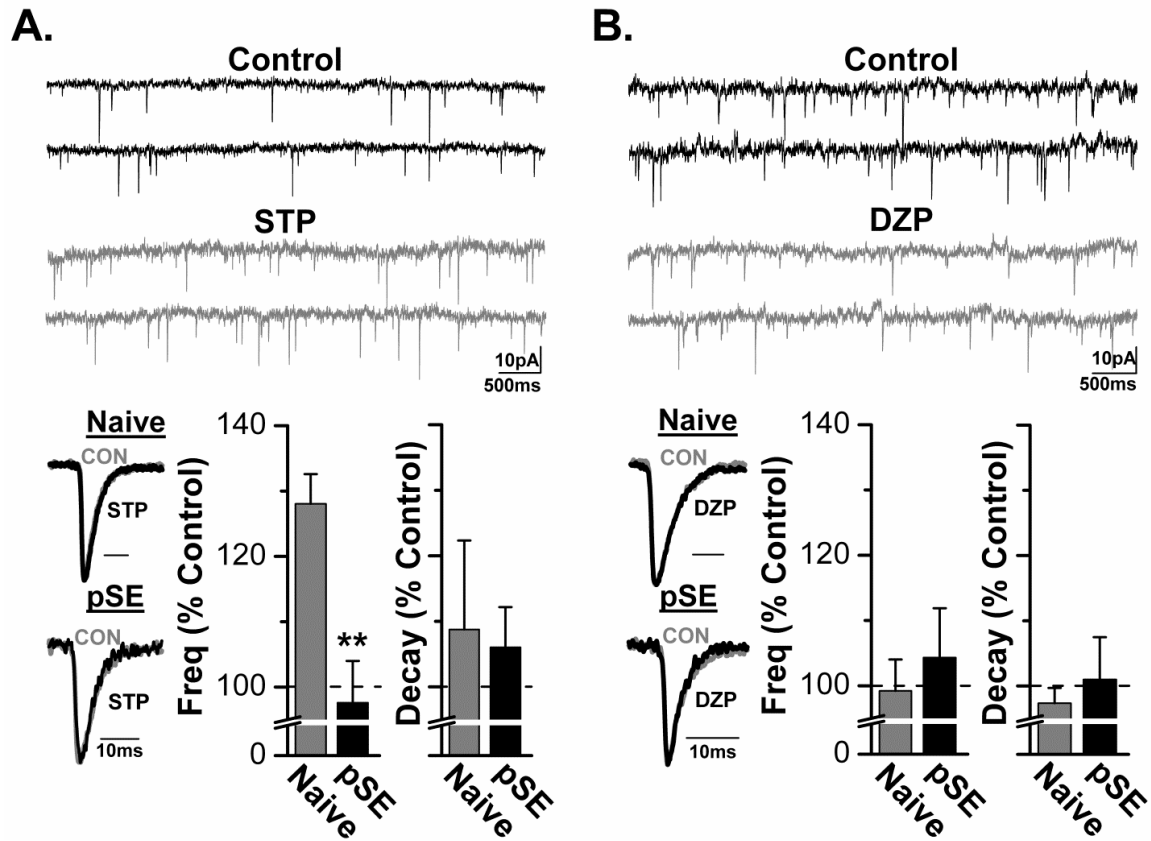 A.
Control
STP
10pA
500ms
Naive
CON
STP
pSE
CON
STP
10ms
Freq (% Control)
140
120
100
0
**
Naive
pSE
Decay (% Control)
Naive
pSE
B.
Control
DZP
10pA
500ms
Naive
CON
DZP
pSE
CON
DZP
10ms
Freq (% Control)
140
120
100
0
Naive
pSE
Decay (% Control)
Naive
pSE